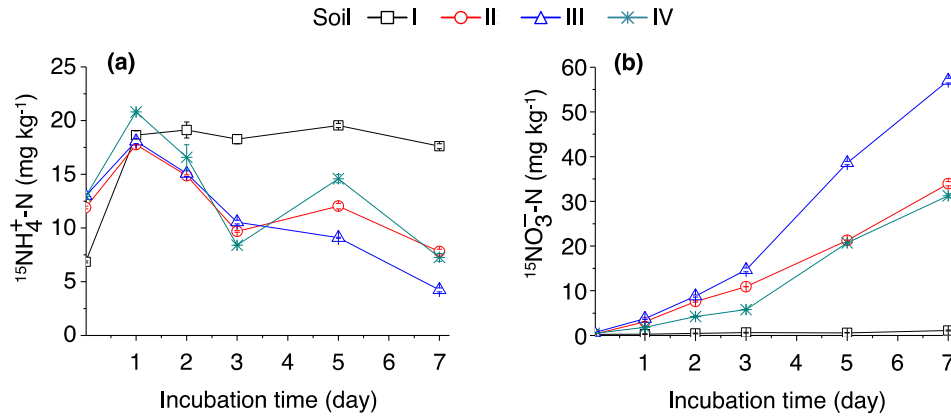 Soil I II III IV
(a) (b)
¹⁵NH₄⁺-N (mg kg⁻¹)
25
20
15
10
5
0
1 2 3 4 5 6 7
Incubation time (day)
¹⁵NO₃⁻-N (mg kg⁻¹)
60
50
40
30
20
10
0
1 2 3 4 5 6 7
Incubation time (day)